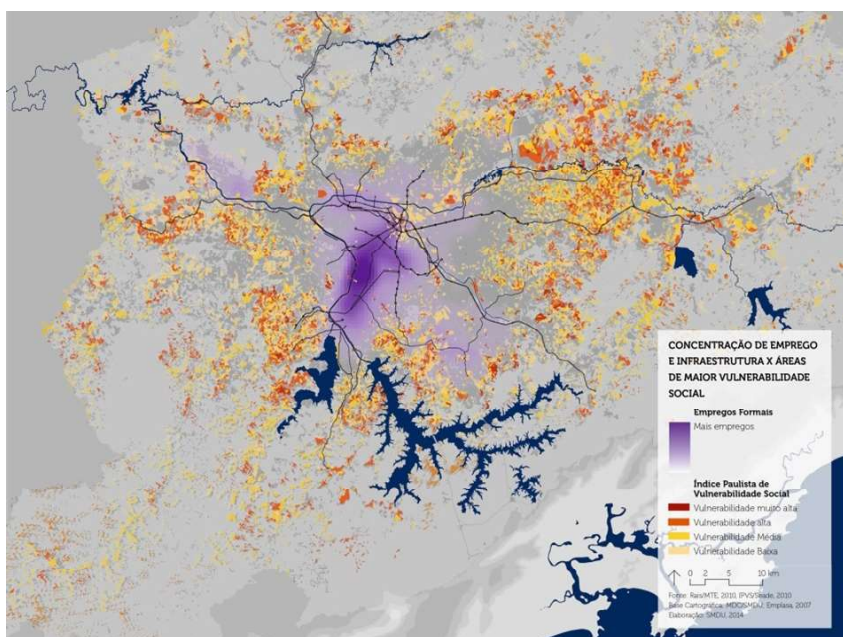 CONCENTRAÇÃO DE EMPREGO
E INFRAESTRUTURA X ÁREAS
DE MAIOR VULNERABILIDADE
SOCIAL
Empregos Formais
Mais empregos
Índice Paulista de
Vulnerabilidade Social
Vulnerabilidade muito alta
Vulnerabilidade alta
Vulnerabilidade Média
Vulnerabilidade Baixa
0 2 5 10 km
Fonte: Rais/MTE, 2010, IPVS/Seade, 2010
Base Cartográfica: MDC/SMDU, Emplasa, 2007
Elaboração: SMDU, 2014